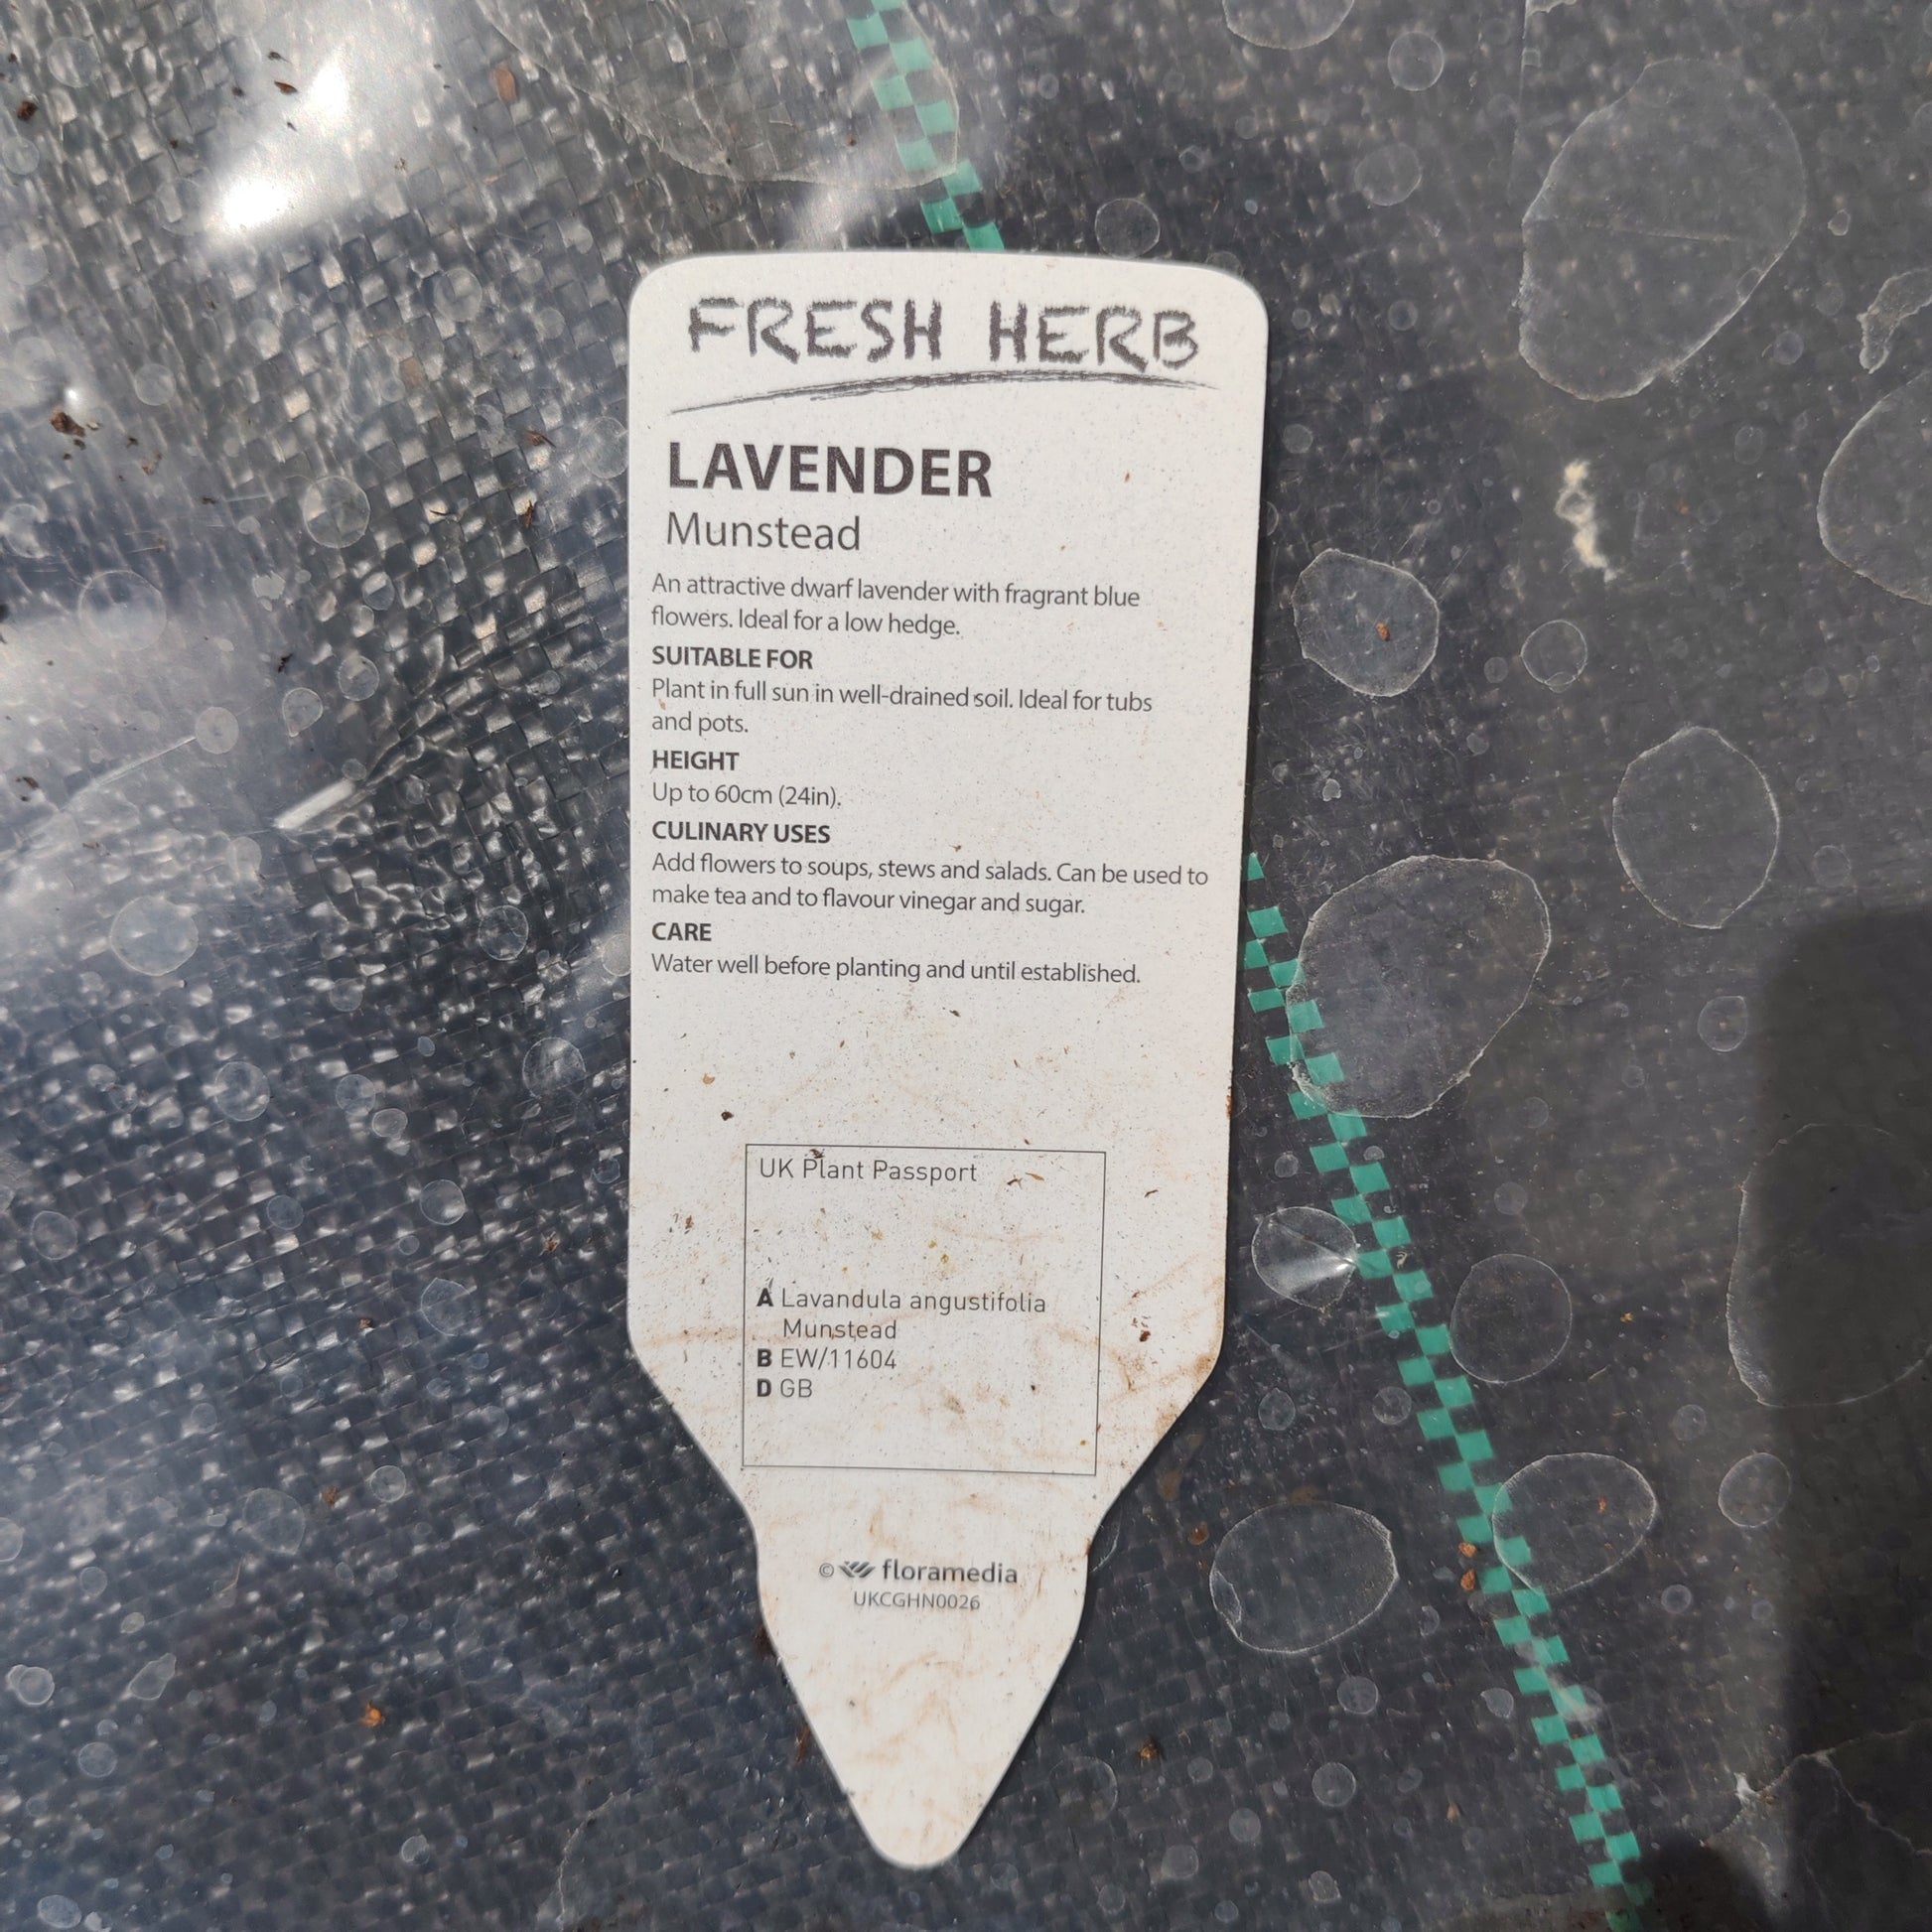 FRESH HERB
LAVENDER
Munstead
An attractive dwarf lavender with fragrant blue
flowers. Ideal for a low hedge.
SUITABLE FOR
Plant in full sun in well-drained soil. Ideal for tubs
and pots.
HEIGHT
Up to 60cm (24in).
CULINARY USES
Add flowers to soups, stews and salads. Can be used to
make tea and to flavour vinegar and sugar.
CARE
Water well before planting and until established.
UK Plant Passport
A Lavandula angustifolia
Munstead
B EW/11604
D GB
© floramedia
UKCGHN0026